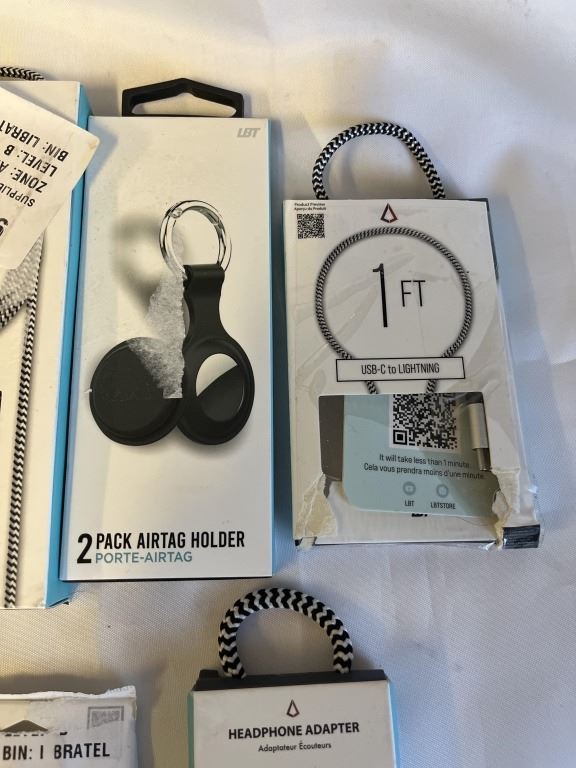 SUPPLI
ZONE: A
LEVEL: B
BIN: LIBRAT
LBT
2 PACK AIRTAG HOLDER
PORTE-AIRTAG
Product Preview
Aperçu du Produit
1 FT
USB-C to LIGHTNING
It will take less than 1 minute
Cela vous prendra moins d'une minute.
LBT
LBTSTORE
HEADPHONE ADAPTER
Adaptateur Écouteurs
BIN: I BRATEL